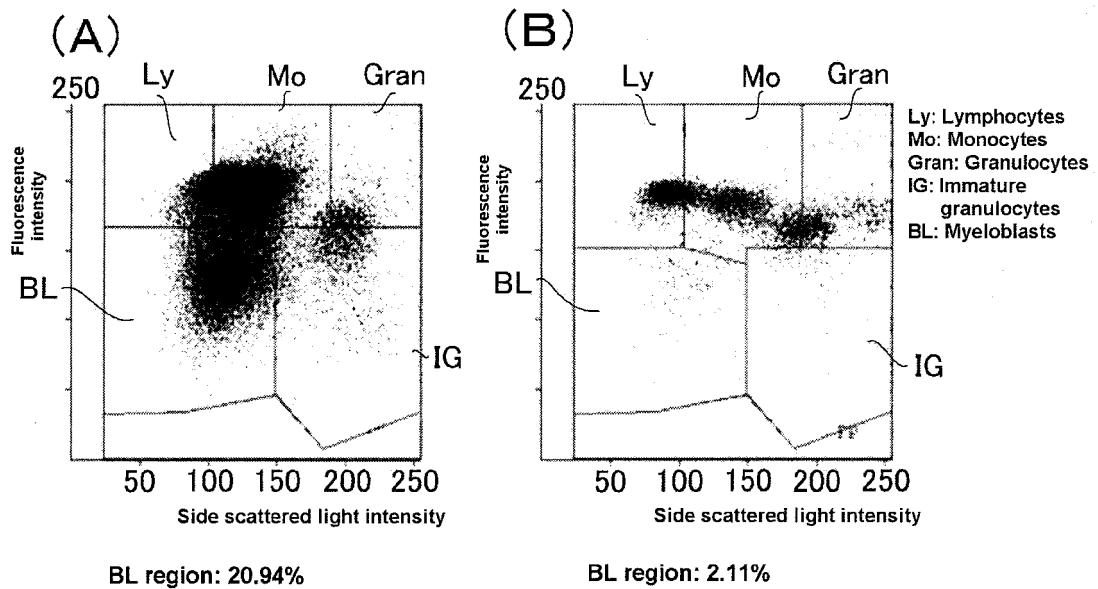 (A)
Ly Mo Gran
250
Fluorescence
intensity
BL
IG
50 100 150 200 250
Side scattered light intensity
BL region: 20.94%
(B)
Ly Mo Gran
250
Fluorescence
intensity
BL
IG
50 100 150 200 250
Side scattered light intensity
BL region: 2.11%
Ly: Lymphocytes
Mo: Monocytes
Gran: Granulocytes
IG: Immature
granulocytes
BL: Myeloblasts